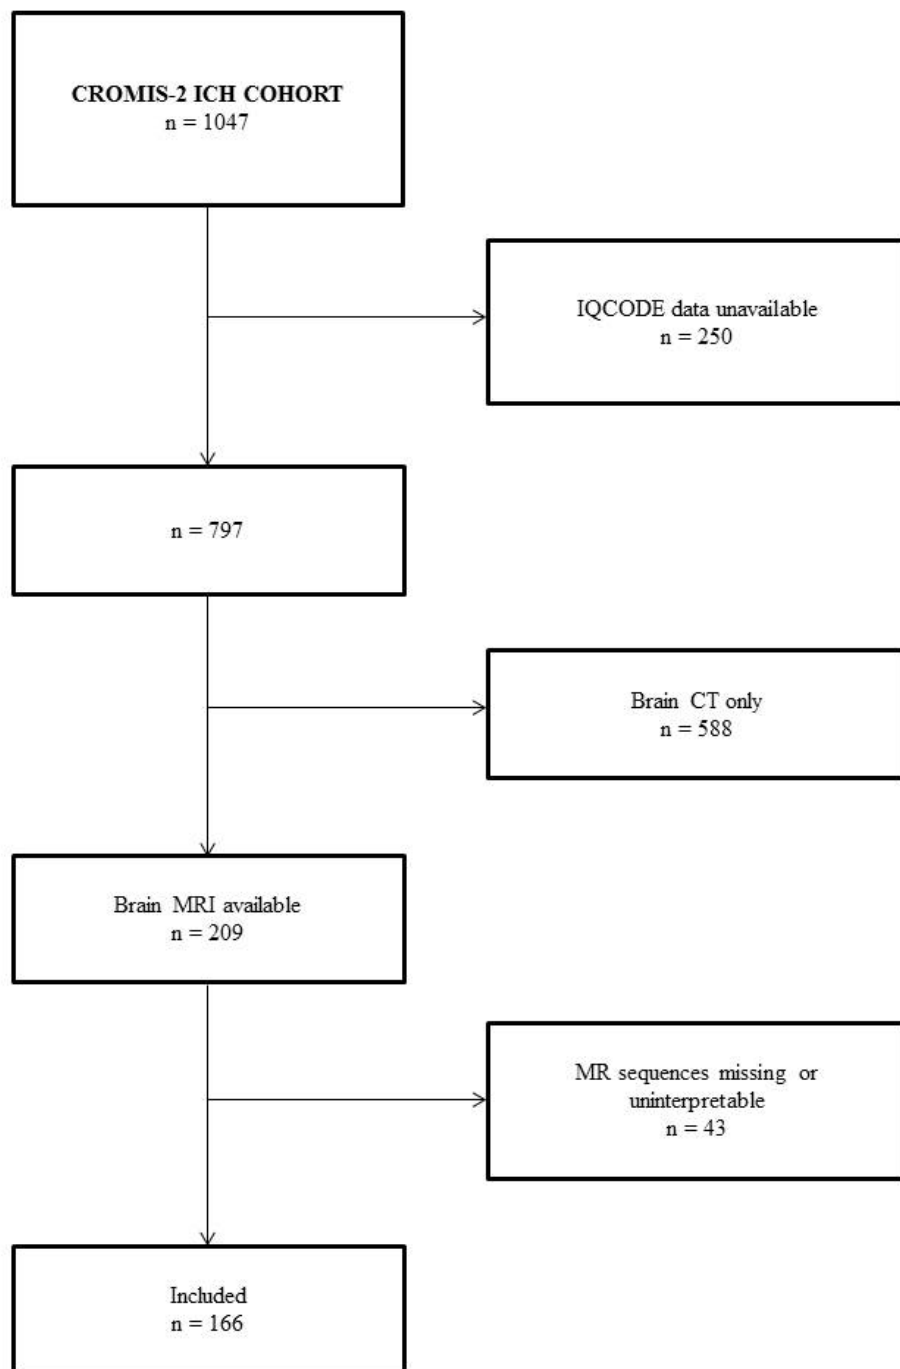 CROMIS-2 ICH COHORT
n = 1047
IQCODE data unavailable
n = 250
n = 797
Brain CT only
n = 588
Brain MRI available
n = 209
MR sequences missing or
uninterpretable
n = 43
Included
n = 166